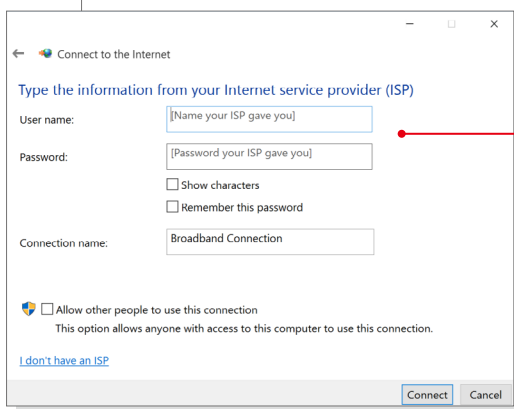 Connect to the Internet
Type the information from your Internet service provider (ISP)
User name:
[Name your ISP gave you]
Password:
[Password your ISP gave you]
Show characters
Remember this password
Connection name:
Broadband Connection
Allow other people to use this connection
This option allows anyone with access to this computer to use this connection.
I don't have an ISP
Connect Cancel